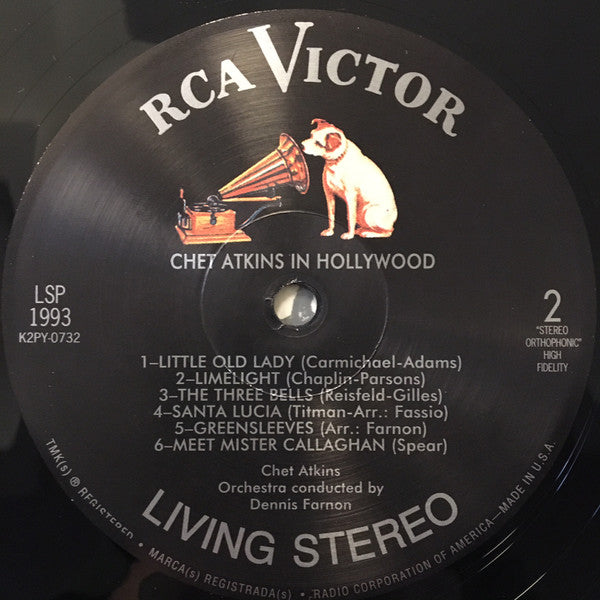 RCA VICTOR
CHET ATKINS IN HOLLYWOOD
LSP
1993
K2PY-0732
2
"STEREO
ORTHOPHONIC"
HIGH
FIDELITY
1–LITTLE OLD LADY (Carmichael-Adams)
2–LIMELIGHT (Chaplin-Parsons)
3–THE THREE BELLS (Reisfeld-Gilles)
4–SANTA LUCIA (Titman-Arr.: Fassio)
5–GREENSLEEVES (Arr.: Farnon)
6–MEET MISTER CALLAGHAN (Spear)
Chet Atkins
Orchestra conducted by
Dennis Farnon
LIVING STEREO
TMK(s) ® REGISTERED • MARCA(s) REGISTRADA(s) • RADIO CORPORATION OF AMERICA—MADE IN U.S.A.